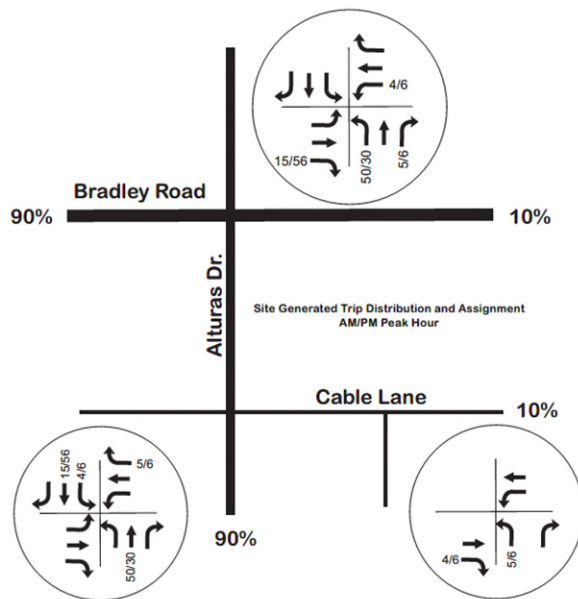 4/6
15/56
50/30
5/6
Bradley Road
90%
10%
Alturas Dr.
Site Generated Trip Distribution and Assignment
AM/PM Peak Hour
Cable Lane
10%
15/56
4/6
5/6
50/30
90%
4/6
5/6